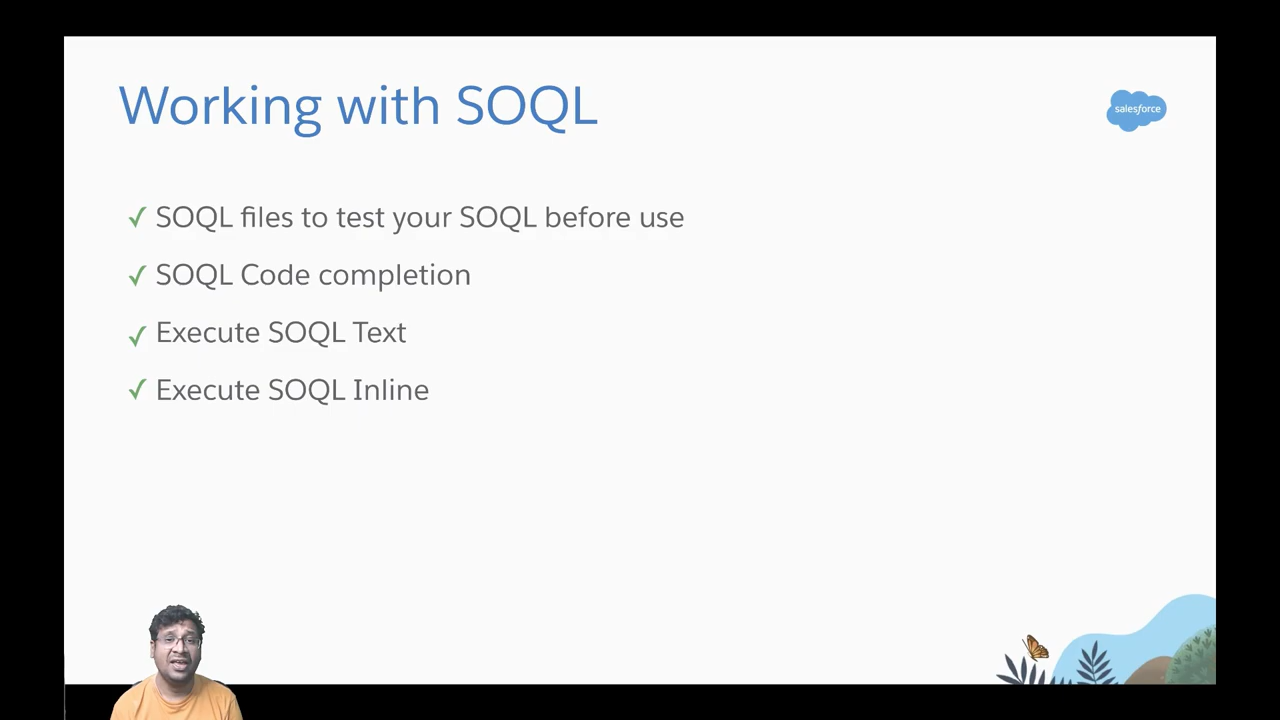 Working with SOQL
salesforce
✓ SOQL files to test your SOQL before use
✓ SOQL Code completion
✓ Execute SOQL Text
✓ Execute SOQL Inline